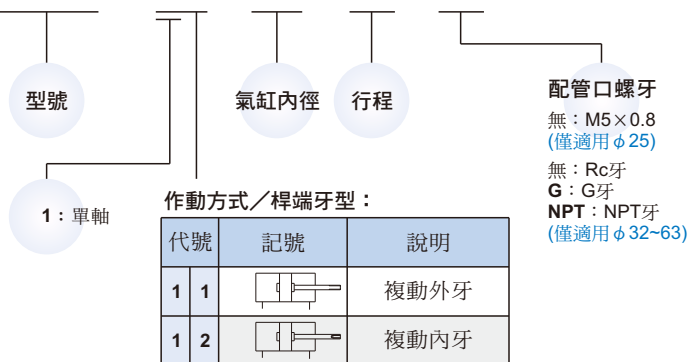 型號
氣缸內徑
行程
配管口螺牙
無：M5×0.8
(僅適用φ25)
無：Rc牙
G：G牙
NPT：NPT牙
(僅適用φ32~63)
1：單軸
作動方式／桿端牙型：
代號 記號 說明
1 1 複動外牙
1 2 複動內牙